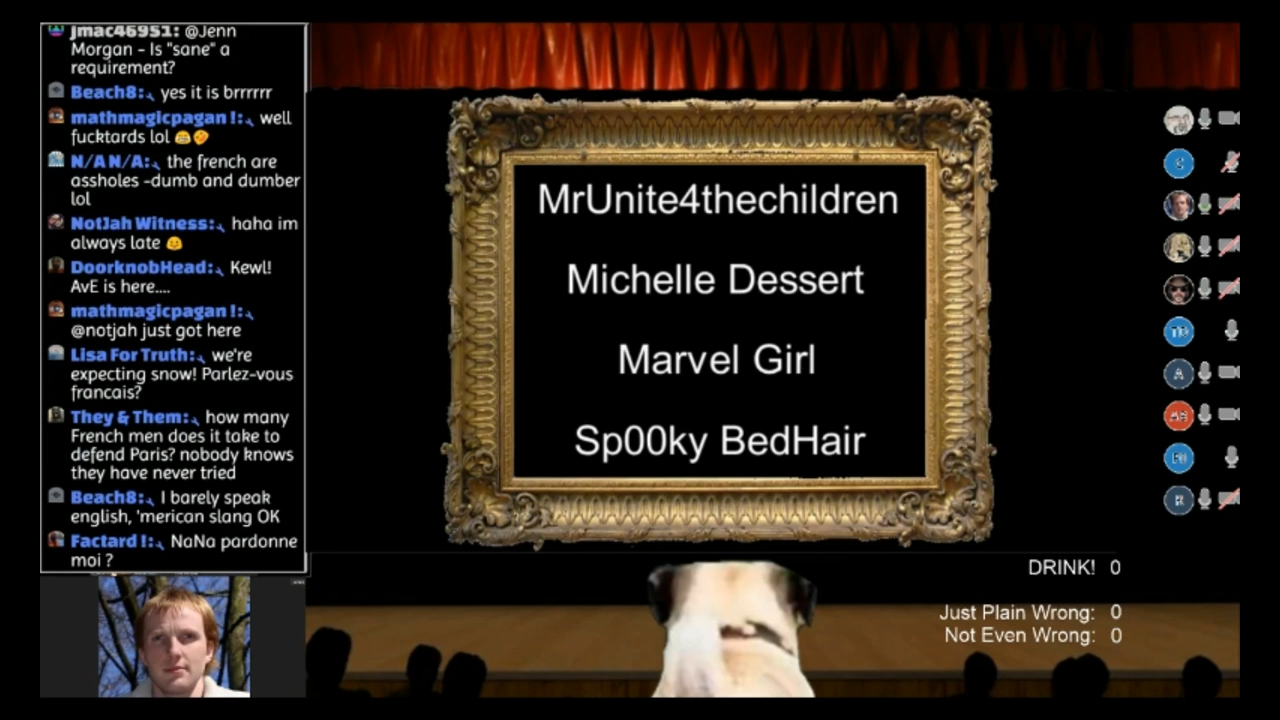 jmac46951: @Jenn
Morgan - Is "sane" a
requirement?
Beach8: yes it is brrrrrr
mathmagicpagan !: well
fucktards lol
N/A N/A: the french are
assholes -dumb and dumber
lol
NotJah Witness: haha im
always late
DoorknobHead: Kewl!
AvE is here....
mathmagicpagan !:
@notjah just got here
Lisa For Truth: we're
expecting snow! Parlez-vous
francais?
They & Them: how many
French men does it take to
defend Paris? nobody knows
they have never tried
Beach8: I barely speak
english, 'merican slang OK
Factard !: NaNa pardonne
moi ?
MrUnite4thechildren
Michelle Dessert
Marvel Girl
Sp00ky BedHair
S
A
R
DRINK! 0
Just Plain Wrong: 0
Not Even Wrong: 0